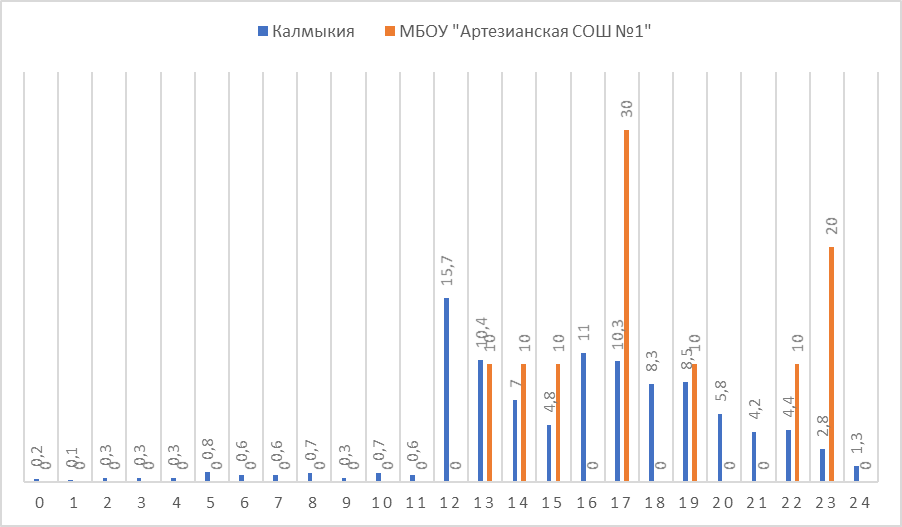 Калмыкия МБОУ "Артезианская СОШ №1"
0,2 0 0,1 0 0,3 0 0,3 0 0,3 0 0,8 0 0,6 0 0,6 0 0,7 0 0,3 0 0,7 0 0,6 0 15,7 0 10,4 10 7 10 4,8 10 11 0 10,3 30 8,3 0 8,5 10 5,8 0 4,2 0 4,4 10 2,8 20 1,3 0
0 1 2 3 4 5 6 7 8 9 10 11 12 13 14 15 16 17 18 19 20 21 22 23 24